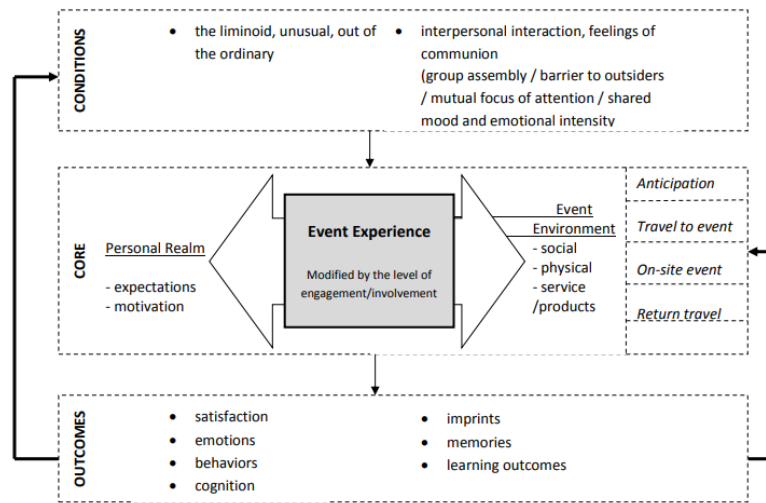 CONDITIONS
• the liminoid, unusual, out of
the ordinary
• interpersonal interaction, feelings of
communion
(group assembly / barrier to outsiders
/ mutual focus of attention / shared
mood and emotional intensity
CORE
Personal Realm
- expectations
- motivation
Event Experience
Modified by the level of
engagement/involvement
Event
Environment
- social
- physical
- service
/products
Anticipation
Travel to event
On-site event
Return travel
OUTCOMES
• satisfaction
• emotions
• behaviors
• cognition
• imprints
• memories
• learning outcomes